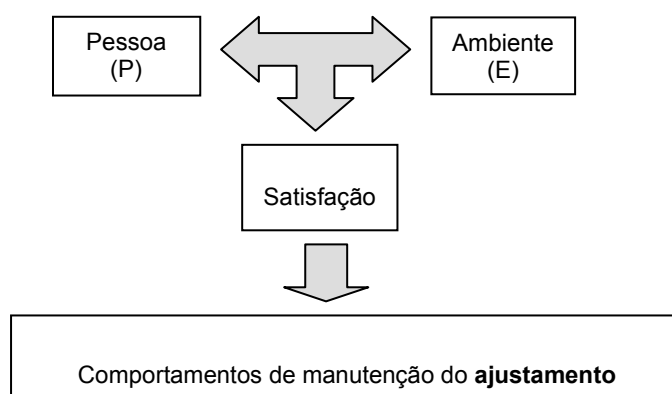 Pessoa
(P)
Ambiente
(E)
Satisfação
Comportamentos de manutenção do ajustamento